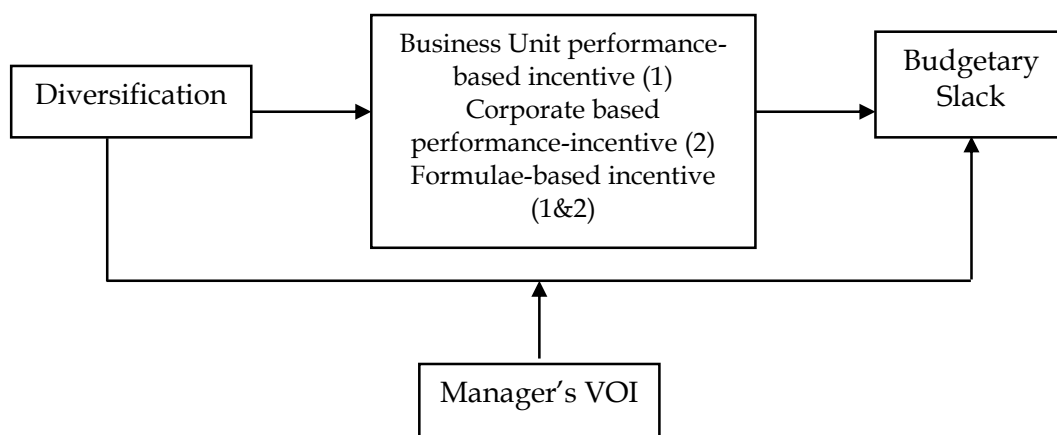 Diversification
Business Unit performance-
based incentive (1)
Corporate based
performance-incentive (2)
Formulae-based incentive
(1&2)
Budgetary
Slack
Manager’s VOI